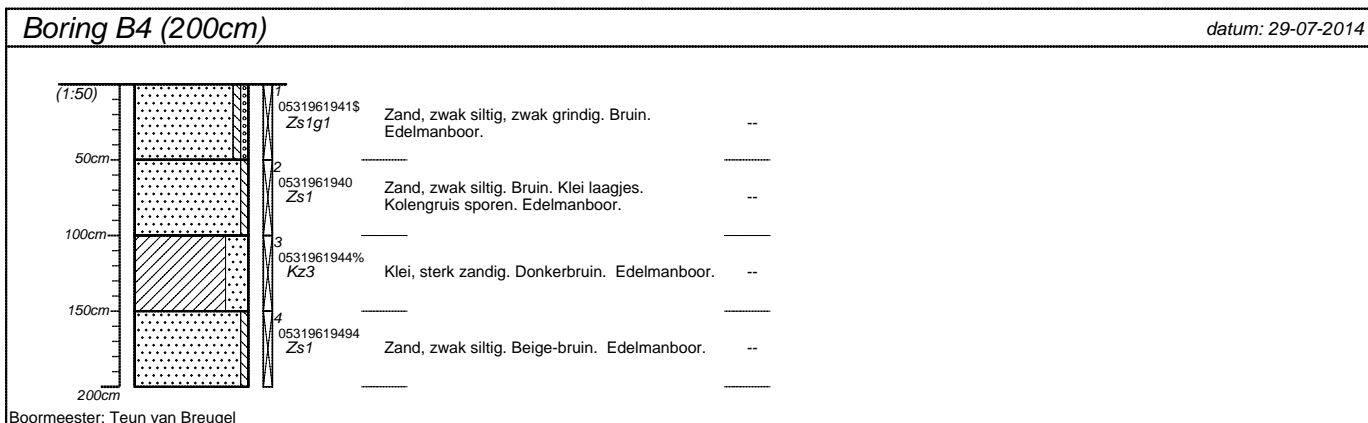 Boring B4 (200cm)
datum: 29-07-2014
(1:50)
1
0531961941$
Zs1g1
Zand, zwak siltig, zwak grindig. Bruin.
Edelmanboor.
--
50cm
2
0531961940
Zs1
Zand, zwak siltig. Bruin. Klei laagjes.
Kolengruis sporen. Edelmanboor.
--
100cm
3
0531961944%
Kz3
Klei, sterk zandig. Donkerbruin. Edelmanboor.
--
150cm
4
05319619494
Zs1
Zand, zwak siltig. Beige-bruin. Edelmanboor.
--
200cm
Boormeester: Teun van Breugel